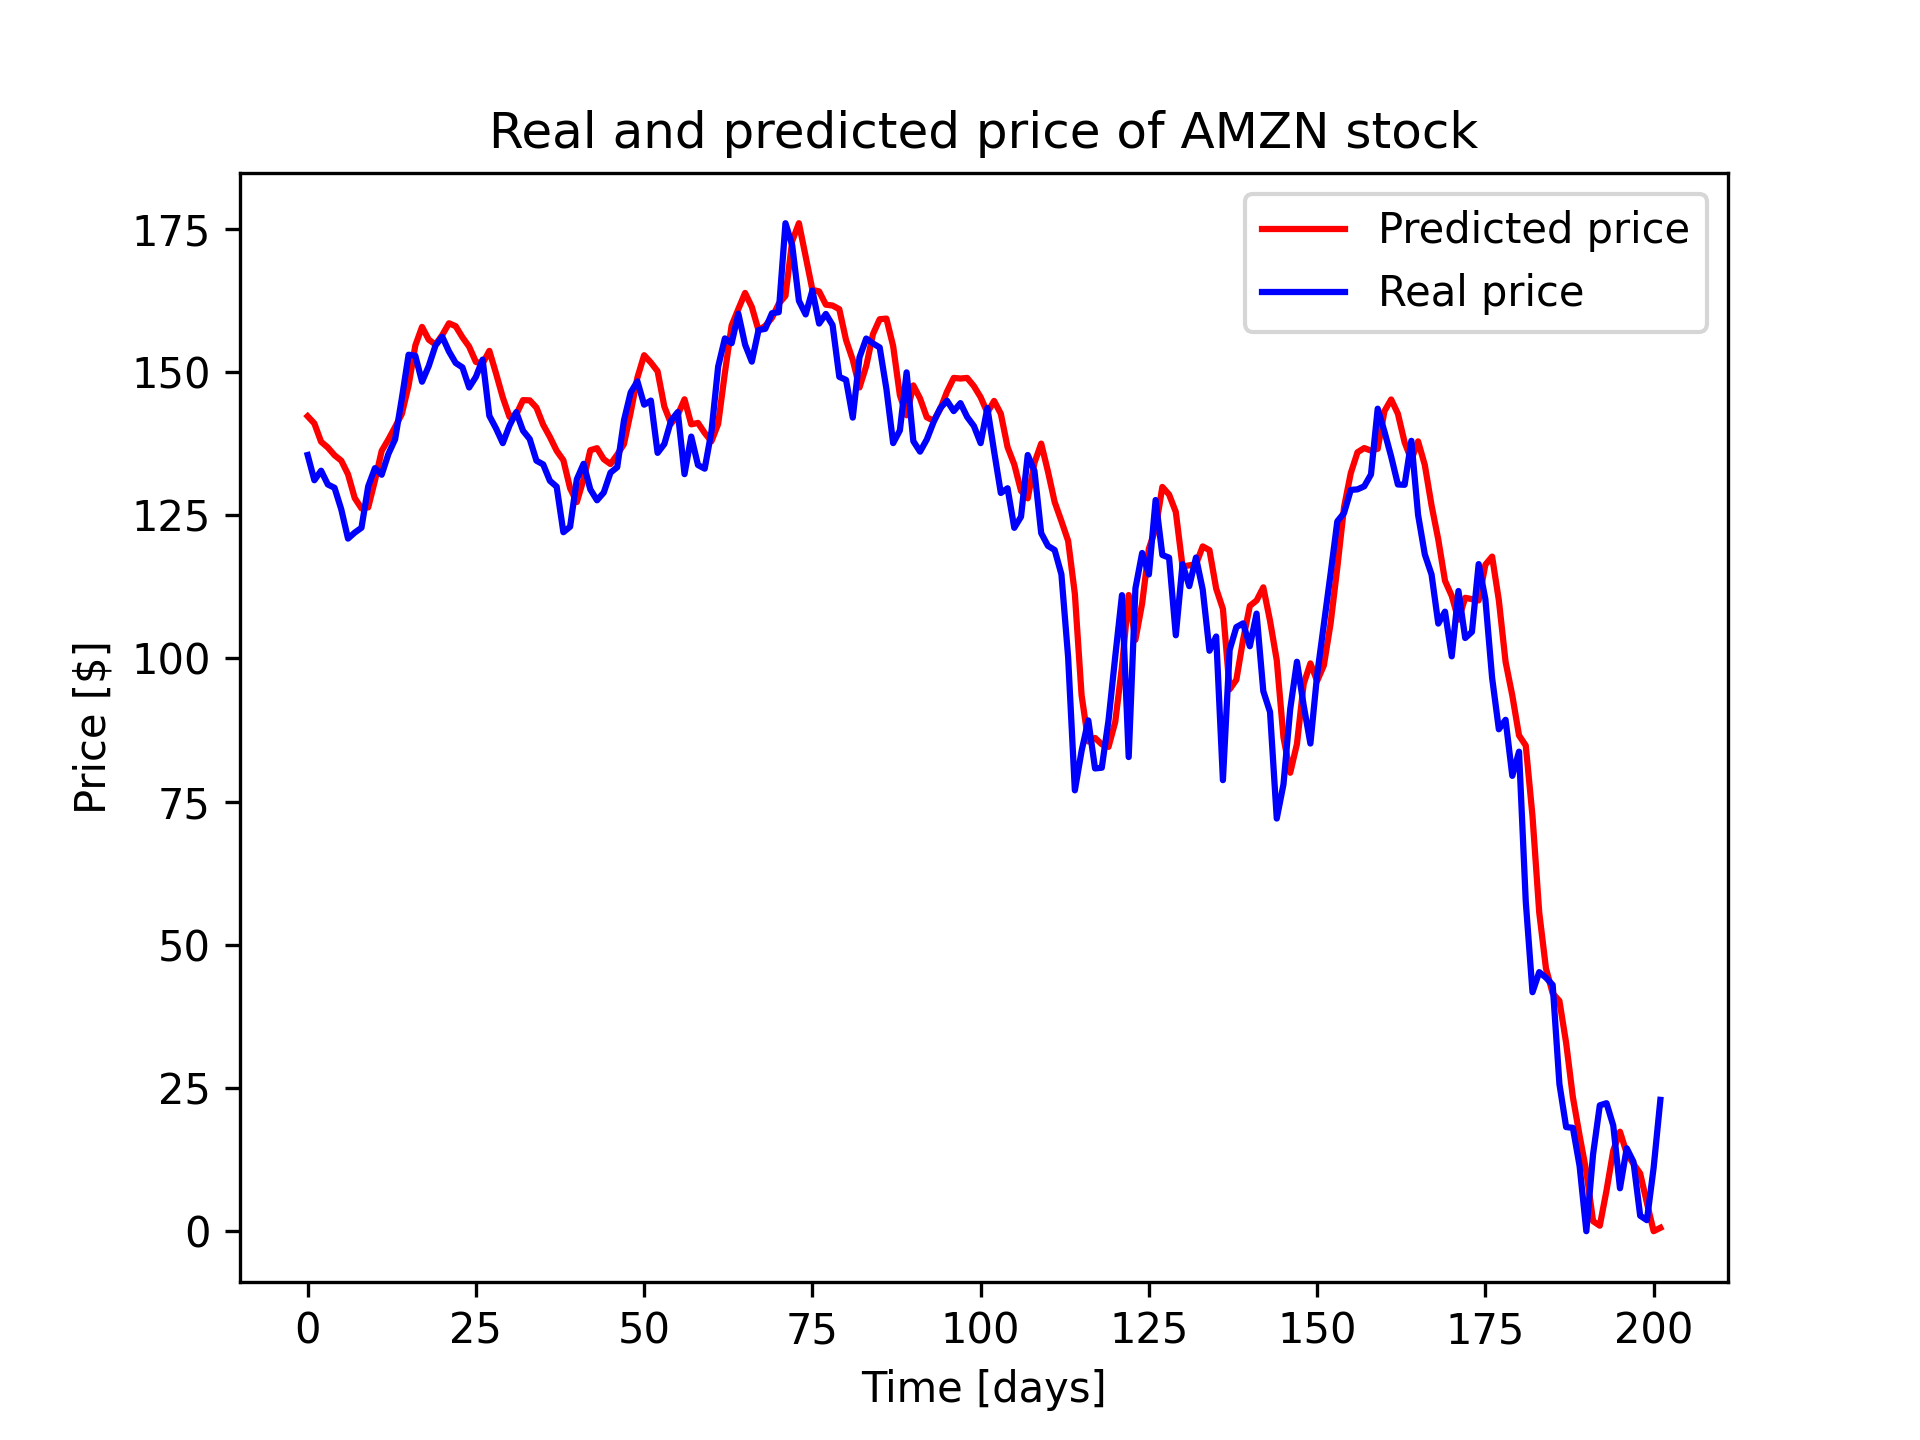 Real and predicted price of AMZN stock
Predicted price
Real price
Price [$]
175
150
125
100
75
50
25
0
0 25 50 75 100 125 150 175 200
Time [days]